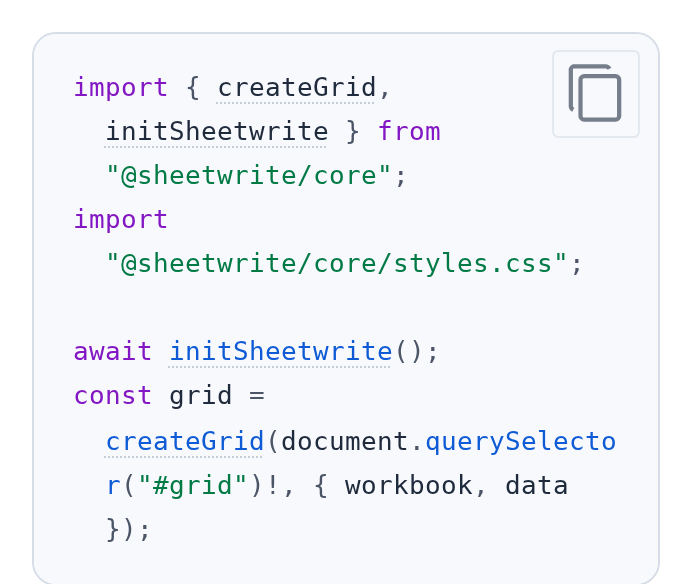 import { createGrid,
initSheetwrite } from
"@sheetwrite/core";
import
"@sheetwrite/core/styles.css";
await initSheetwrite();
const grid =
createGrid(document.querySelecto
r("#grid")!, { workbook, data
});